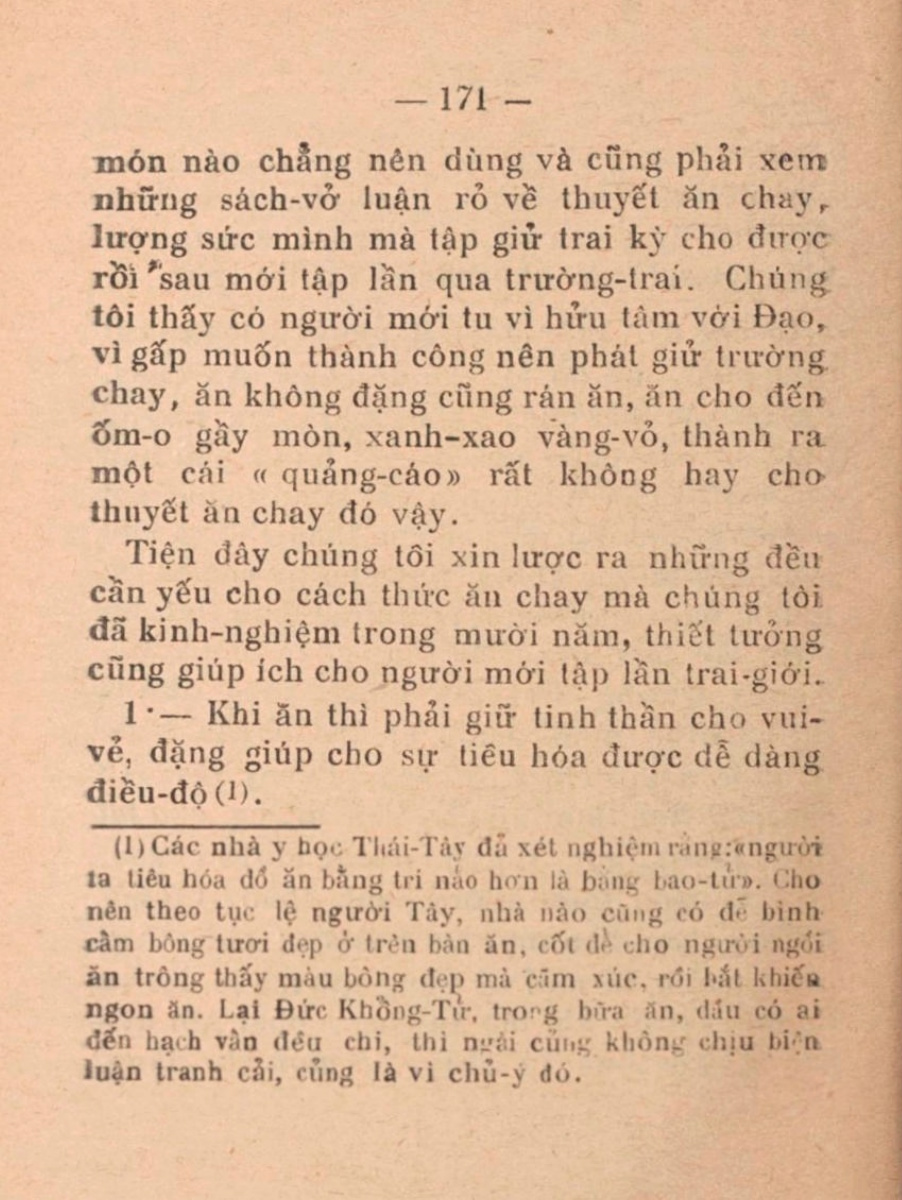 — 171 —
món nào chẳng nên dùng và cũng phải xem
những sách-vở luận rỏ về thuyết ăn chay,
lượng sức mình mà tập giử trai kỳ cho được
rồi sau mới tập lần qua trường-trai. Chúng
tôi thấy có người mới tu vì hửu tâm với Đạo,
vì gấp muốn thành công nên phát giử trường
chay, ăn không đặng cũng rán ăn, ăn cho đến
ốm-o gầy mòn, xanh-xao vàng-vỏ, thành ra
một cái « quảng-cáo» rất không hay cho
thuyết ăn chay đó vậy.
Tiện đây chúng tôi xin lược ra những đều
cần yếu cho cách thức ăn chay mà chúng tôi
đã kinh-nghiệm trong mười năm, thiết tưởng
cũng giúp ích cho người mới tập lần trai-giới.
1·— Khi ăn thì phải giữ tinh thần cho vui-
vẻ, đặng giúp cho sự tiêu hóa được dễ dàng
điều-độ (1).
(1) Các nhà y học Thái-Tây đả xét nghiệm rằng:«người
ta tiêu hóa đồ ăn bằng trí nảo hơn là bằng bao-tử». Cho
nên theo tục lệ người Tây, nhà nào cũng có để bình
cắm bông tươi đẹp ở trên bàn ăn, cốt để cho người ngồi
ăn trông thấy màu bông đẹp mà cảm xúc, rồi bắt khiến
ngon ăn. Lại Đức Khổng-Tử, trong bữa ăn, dầu có ai
đến hạch vấn đều chi, thì ngài củng không chịu biện
luận tranh cải, củng là vì chủ-ý đó.